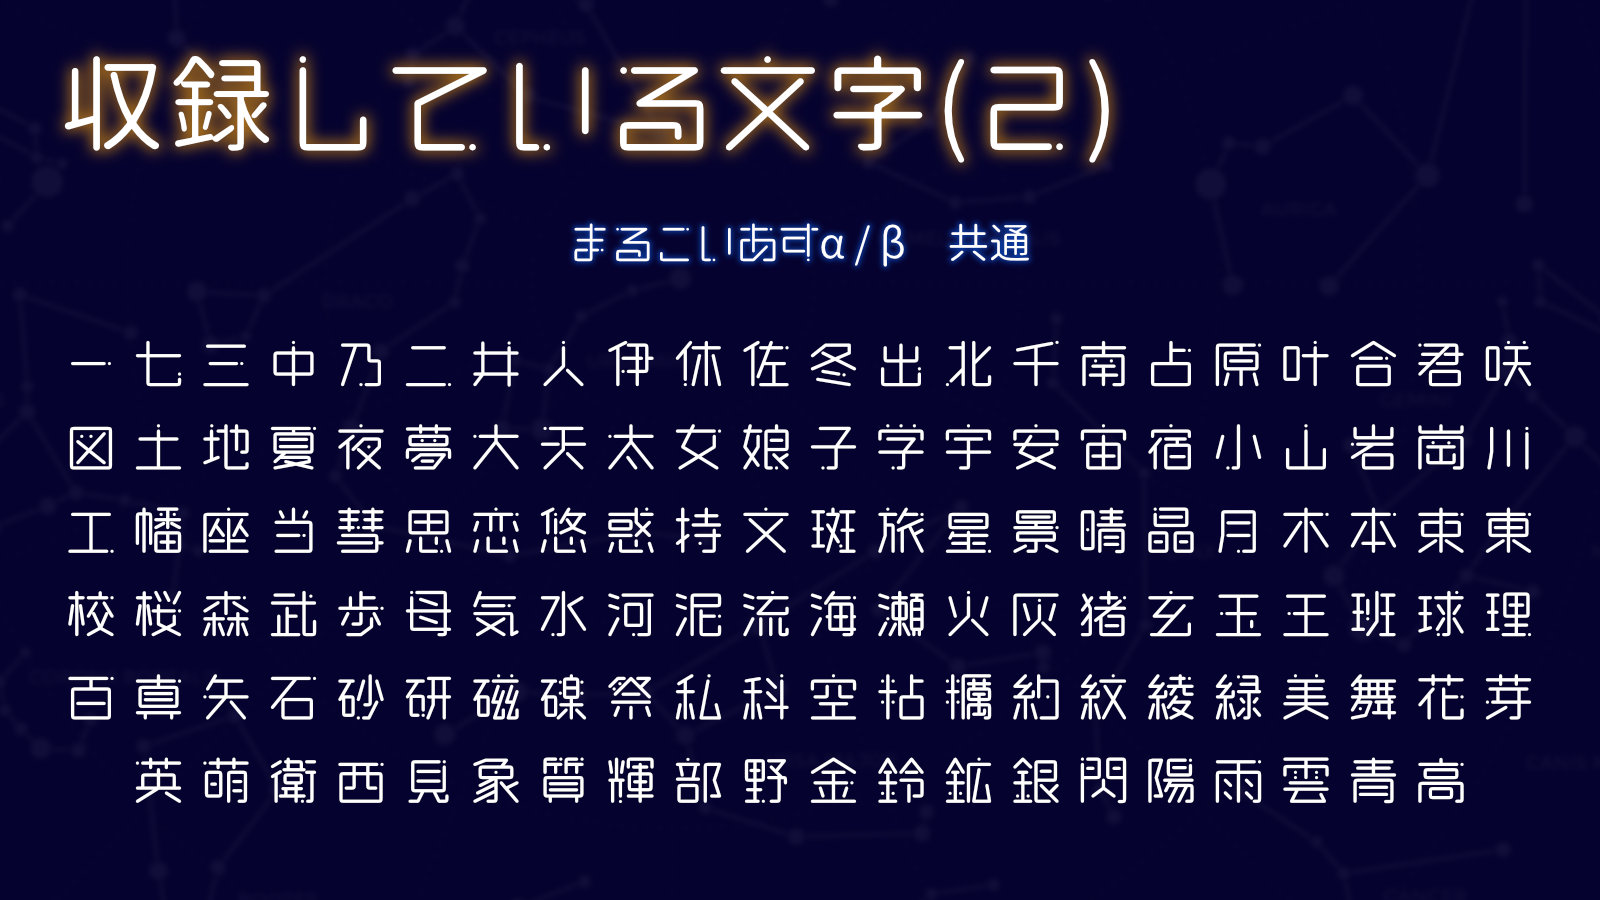 収録している文字(2)
まるこいあすα/β 共通
一七三中乃二井人伊休佐冬出北千南占原叶合君咲
図土地夏夜夢大天太女娘子字宇安宙宿小山岩崗川
工幡座当彗思恋悠惑持文斑旅星景晴晶月木本束東
校桜森武歩母気水河泥流海瀬火灰猪玄玉王班球理
百真矢石砂研磁磔祭私科空粘糲約紋綾緑美舞花芽
英萌衛西見象質輝部野金鈴鉱銀閃陽雨雲青高